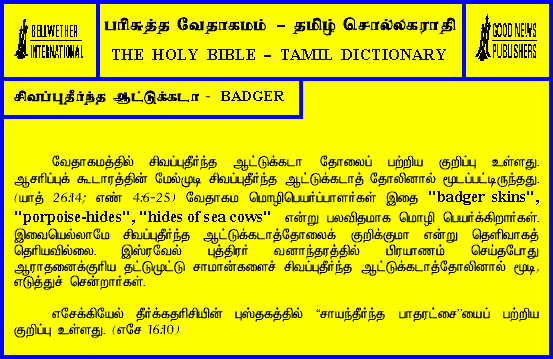 BELLWETHER
INTERNATIONAL
பரிசுத்த வேதாகமம் – தமிழ் சொல்லகராதி
THE HOLY BIBLE – TAMIL DICTIONARY
GOOD NEWS
PUBLISHERS
சிவப்புதீர்ந்த ஆட்டுக்கடா - BADGER
வேதாகமத்தில் சிவப்புதீர்ந்த ஆட்டுக்கடா தோலைப் பற்றிய குறிப்பு உள்ளது.
ஆசரிப்புக் கூடாரத்தின் மேல்முடி சிவப்புதீர்ந்த ஆட்டுக்கடாத் தோலினால் மூடப்பட்டிருந்தது.
(யாத் 26:14; எண் 4:6-25) வேதாகம மொழிபெயர்ப்பாளர்கள் இதை "badger skins",
"porpoise-hides", "hides of sea cows" என்று பலவிதமாக மொழி பெயர்க்கிறார்கள்.
இவையெல்லாமே சிவப்புதீர்ந்த ஆட்டுக்கடாத்தோலைக் குறிக்குமா என்று தெளிவாகத்
தெரியவில்லை. இஸ்ரவேல் புத்திரர் வனாந்தரத்தில் பிரயாணம் செய்தபோது
ஆராதனைக்குரிய தட்டுமுட்டு சாமான்களைச் சிவப்புதீர்ந்த ஆட்டுக்கடாத்தோலினால் மூடி,
எடுத்துச் சென்றார்கள்.
எசேக்கியேல் தீர்க்கதரிசியின் புஸ்தகத்தில் “சாயந்தீர்ந்த பாதரட்சை”யைப் பற்றிய
குறிப்பு உள்ளது. (எசே 16:10)